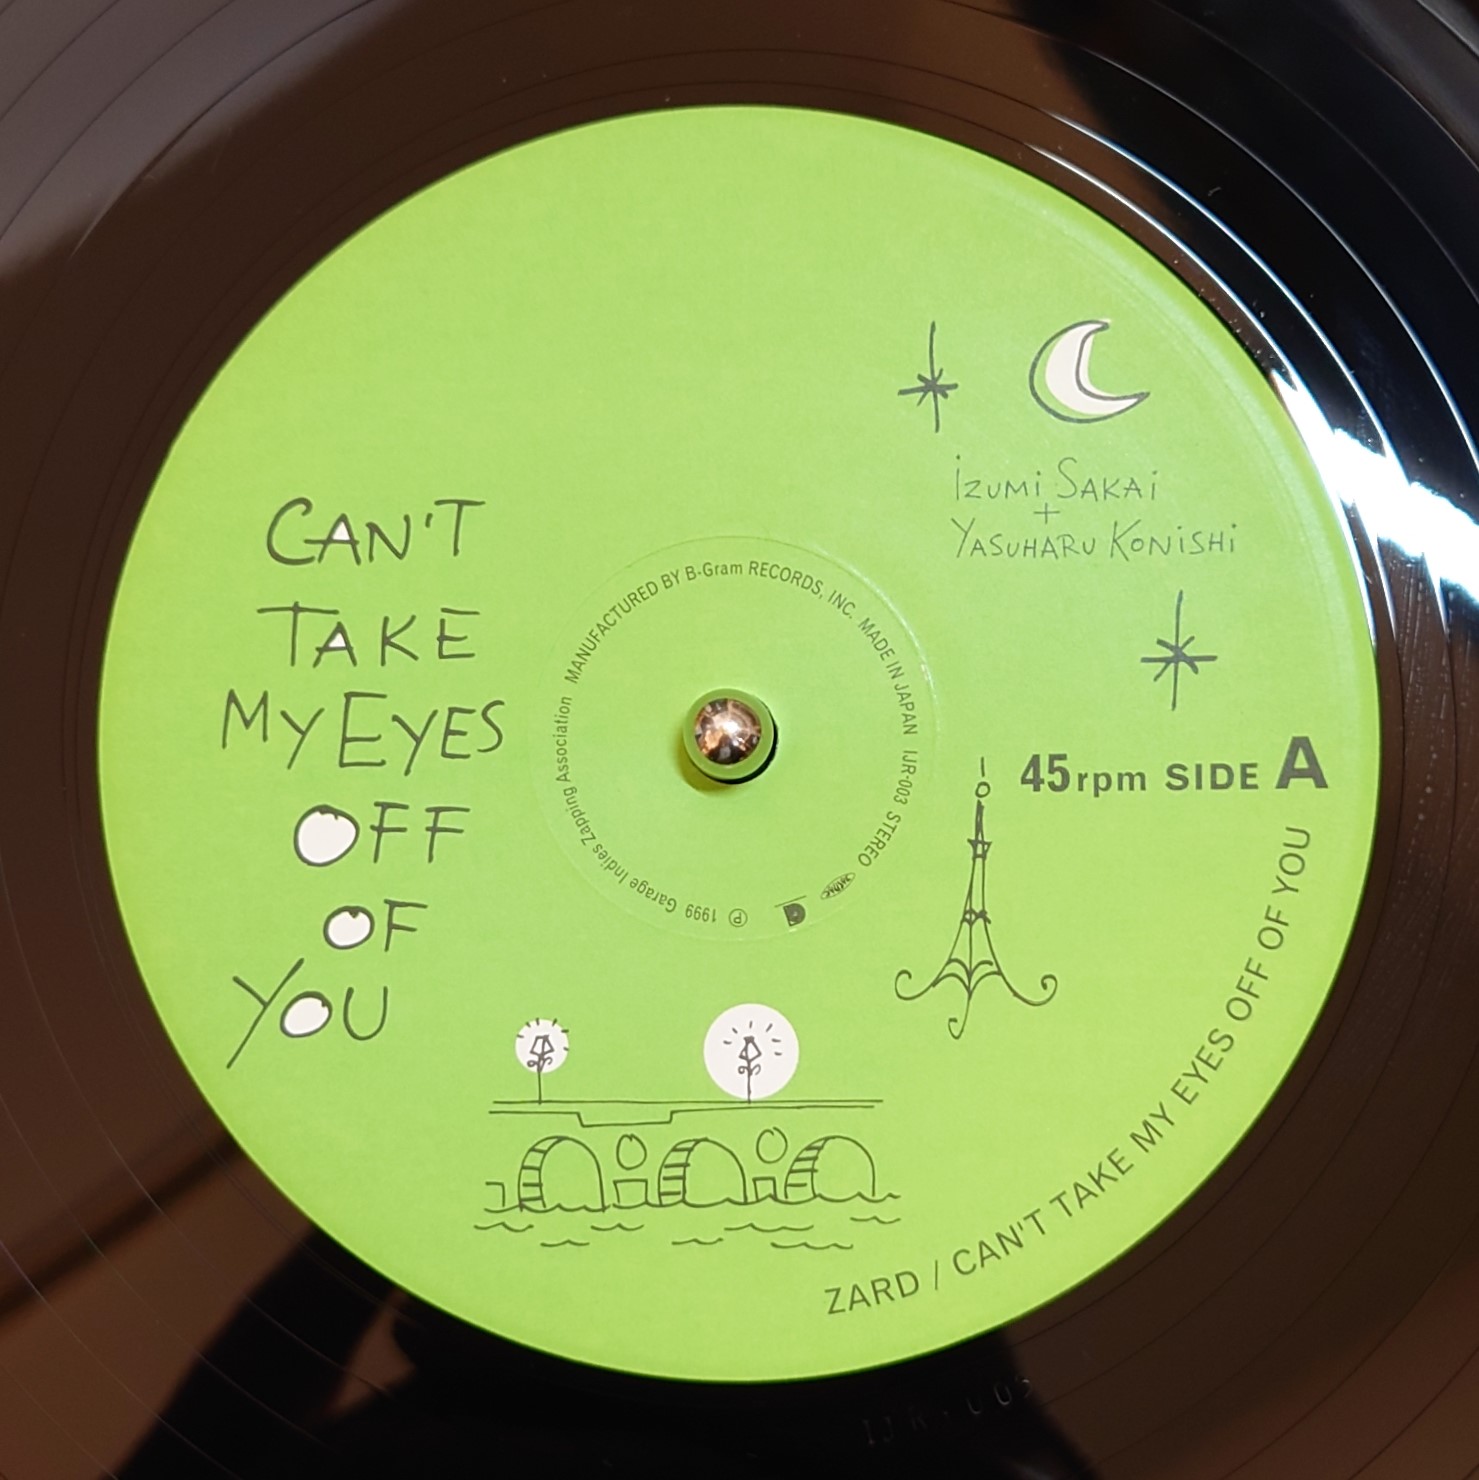 CAN'T
TAKE
MY EYES
OFF
OF
YOU
IZUMI SAKAI
+
YASUHARU KONISHI
MANUFACTURED BY B-Gram RECORDS, INC. MADE IN JAPAN IJR-003 STEREO
Ⓟ 1999 Garage Indies Zapping Association
45rpm SIDE A
ZARD / CAN'T TAKE MY EYES OFF OF YOU